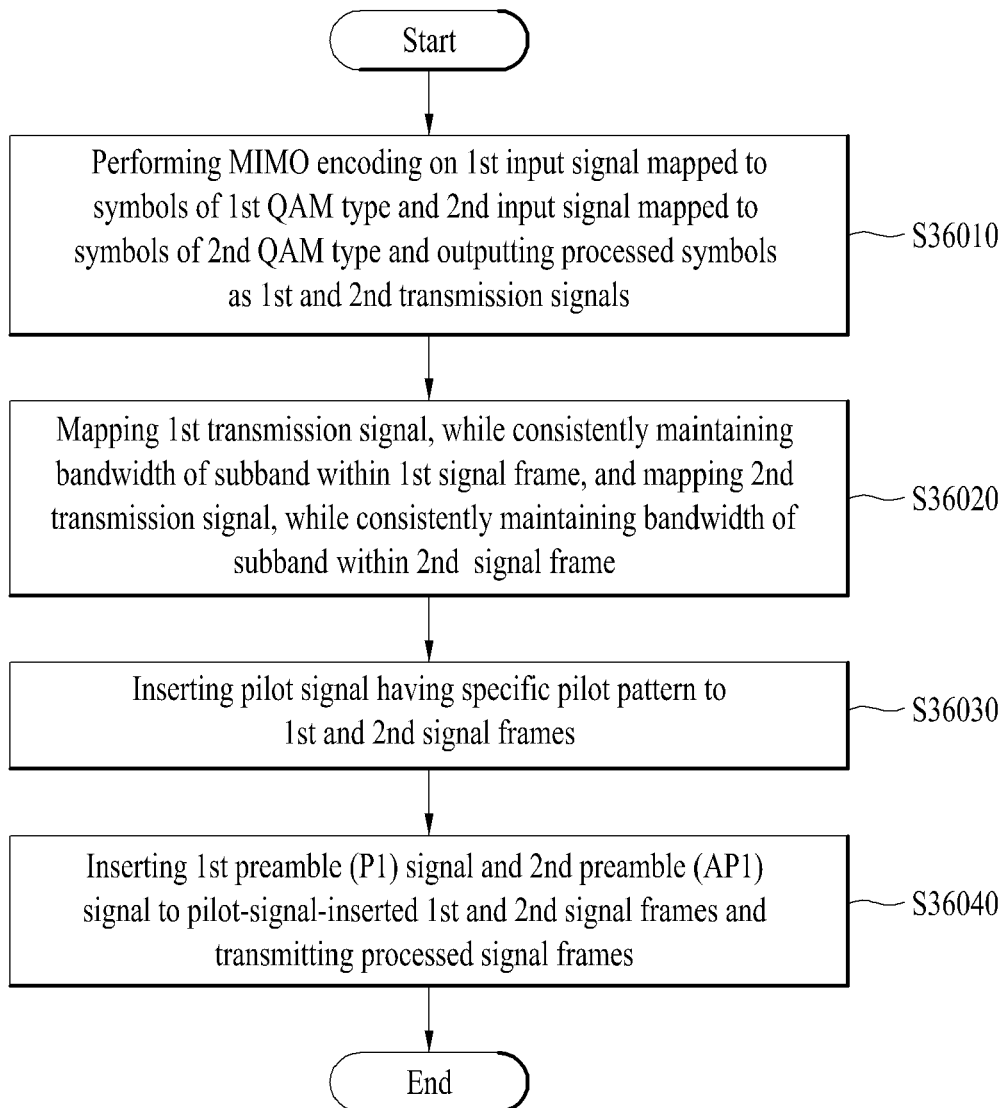 Start
Performing MIMO encoding on 1st input signal mapped to
symbols of 1st QAM type and 2nd input signal mapped to
symbols of 2nd QAM type and outputting processed symbols
as 1st and 2nd transmission signals
S36010
Mapping 1st transmission signal, while consistently maintaining
bandwidth of subband within 1st signal frame, and mapping 2nd
transmission signal, while consistently maintaining bandwidth of
subband within 2nd signal frame
S36020
Inserting pilot signal having specific pilot pattern to
1st and 2nd signal frames
S36030
Inserting 1st preamble (P1) signal and 2nd preamble (AP1)
signal to pilot-signal-inserted 1st and 2nd signal frames and
transmitting processed signal frames
S36040
End